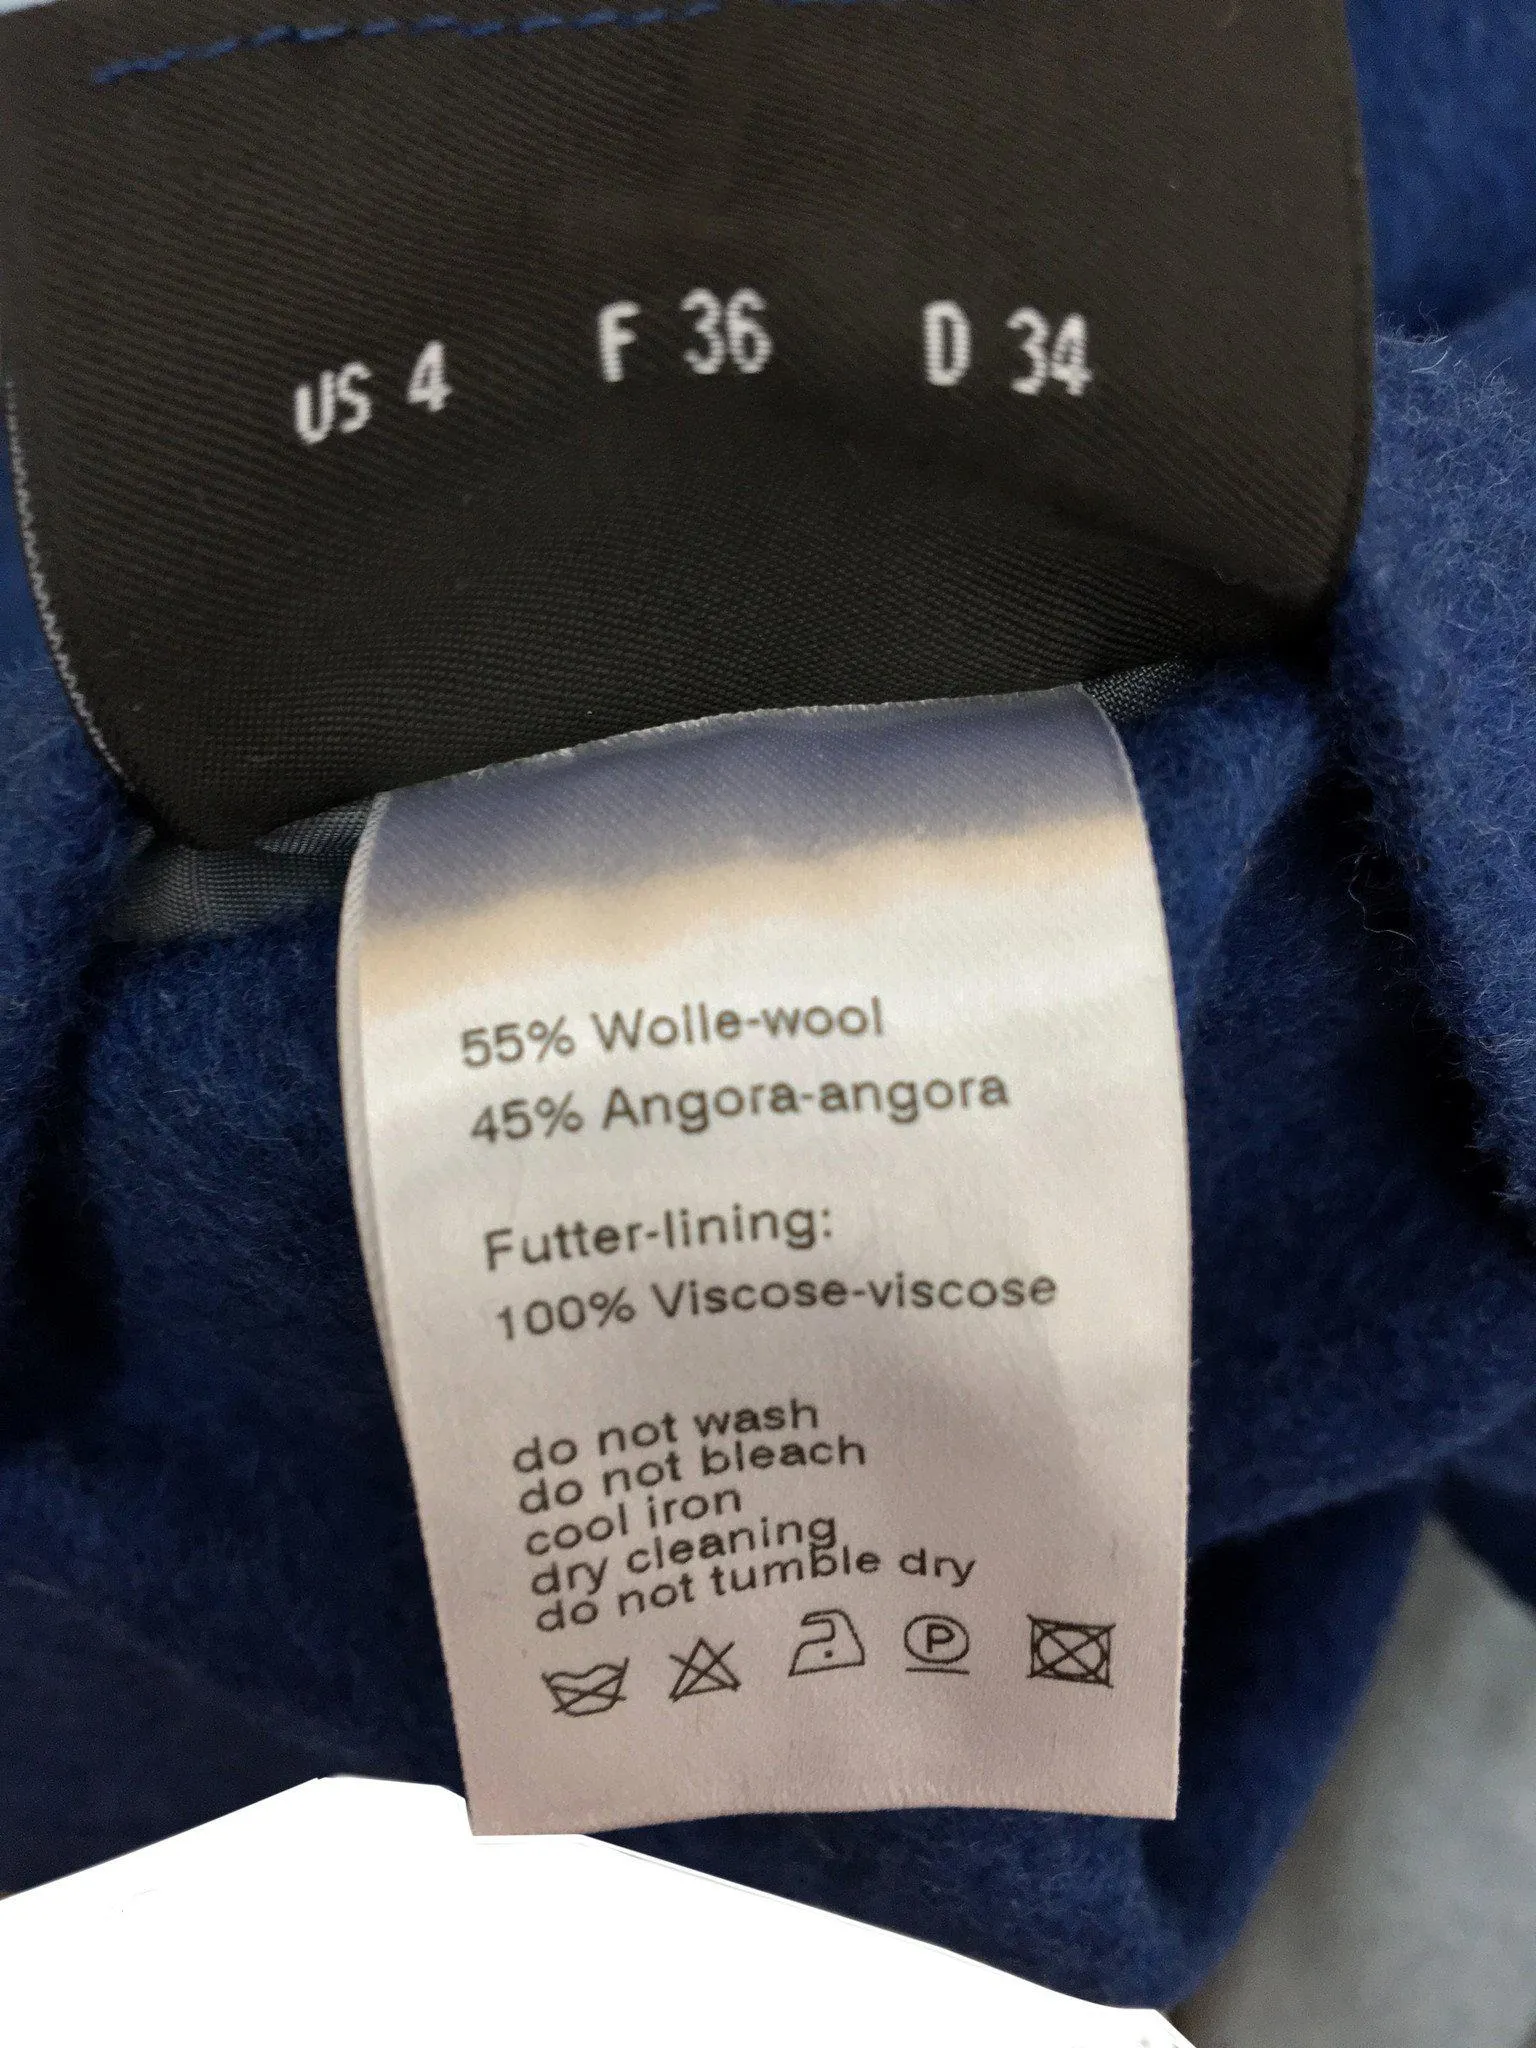 US 4 F 36 D 34
55% Wolle-wool
45% Angora-angora
Futter-lining:
100% Viscose-viscose
do not wash
do not bleach
cool iron
dry cleaning
do not tumble dry
P